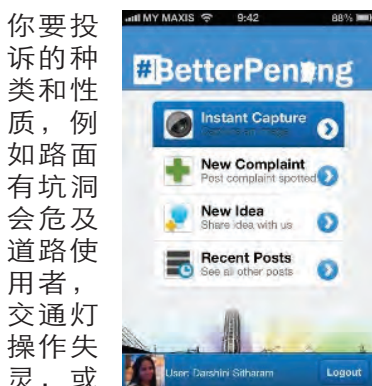 你要投
诉的种
类和性
质，例
如路面
有坑洞
会危及
道路使
用者，
交通灯
操作失
灵，或
MY MAXIS 9:42 88%
#BetterPenang
Instant Capture
New Complaint
Post complaint spotted
New Idea
Share idea with us
Recent Posts
See all other posts
User: Darshini Sitharam
Logout